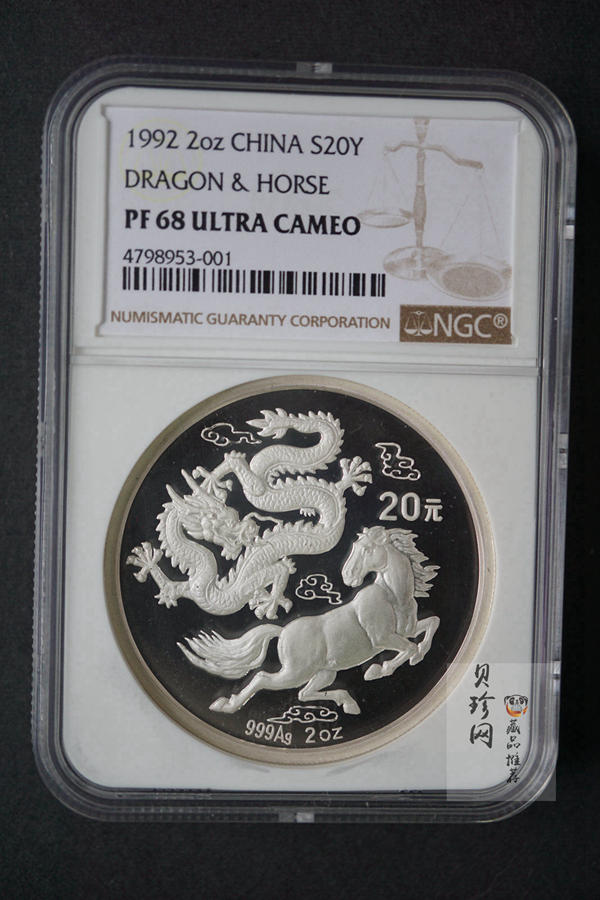 1992 2oz CHINA S20Y
DRAGON & HORSE
PF 68 ULTRA CAMEO
4798953-001
NUMISMATIC GUARANTY CORPORATION
NGC®
20元
999Ag 2oz
贝珍网
藏品推荐